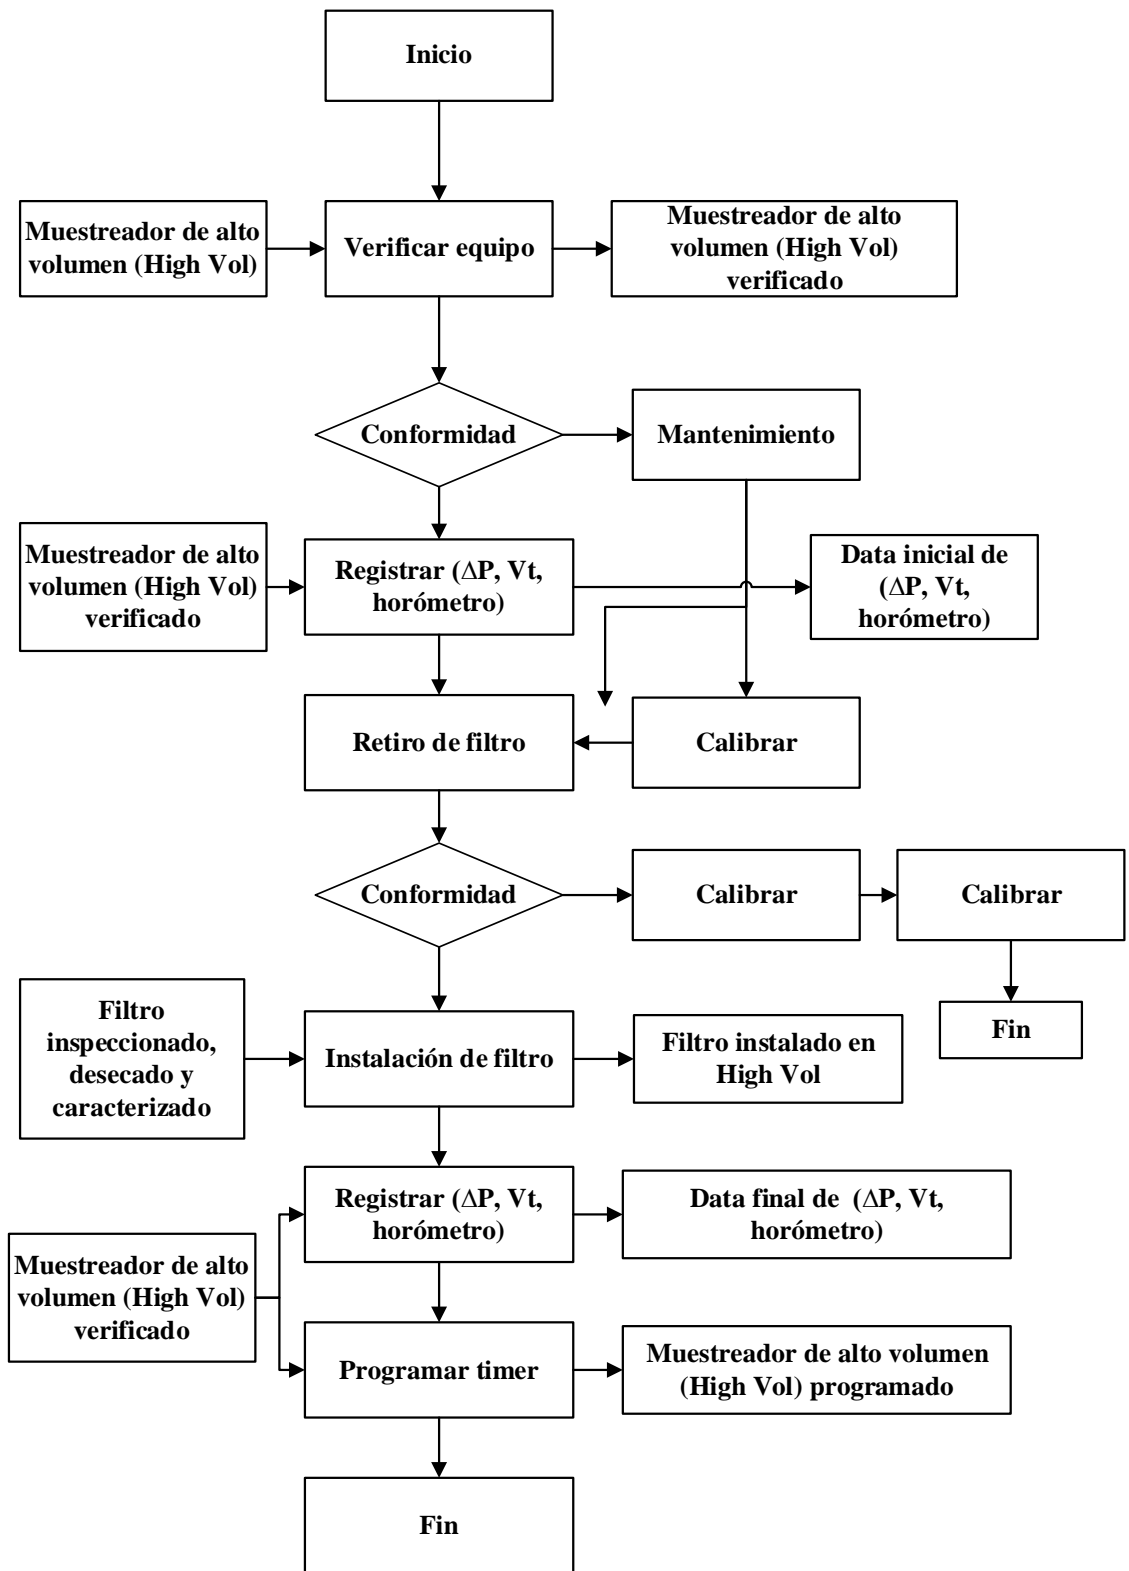 Inicio
Muestreador de alto
volumen (High Vol)
Verificar equipo
Muestreador de alto
volumen (High Vol)
verificado
Conformidad
Mantenimiento
Muestreador de alto
volumen (High Vol)
verificado
Registrar (∆P, Vt,
horómetro)
Data inicial de
(∆P, Vt,
horómetro)
Retiro de filtro
Calibrar
Conformidad
Calibrar
Calibrar
Filtro
inspeccionado,
desecado y
caracterizado
Instalación de filtro
Filtro instalado en
High Vol
Fin
Registrar (∆P, Vt,
horómetro)
Data final de  (∆P, Vt,
horómetro)
Muestreador de alto
volumen (High Vol)
verificado
Programar timer
Muestreador de alto volumen
(High Vol) programado
Fin